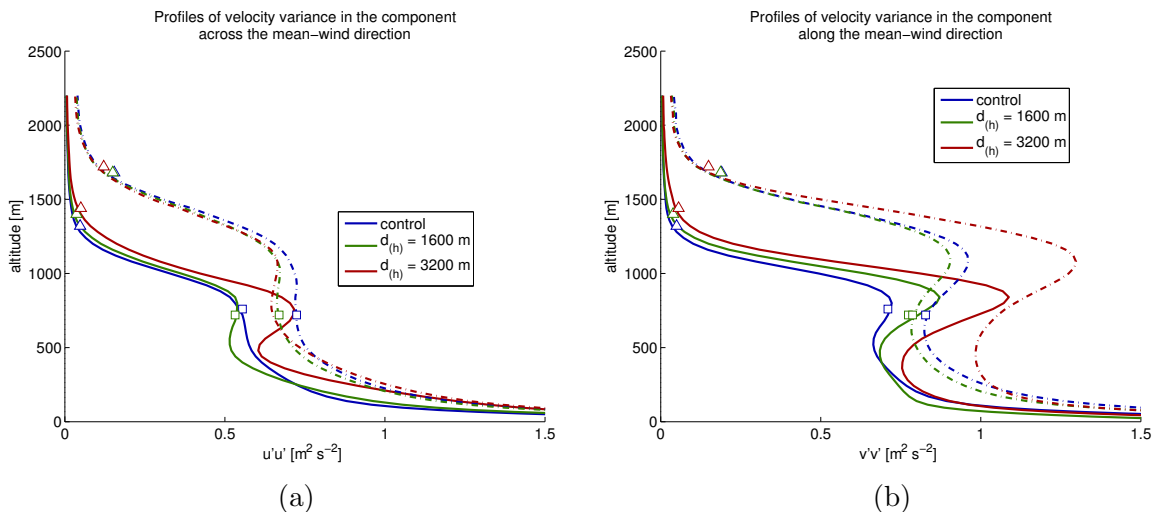 Profiles of velocity variance in the component
across the mean−wind direction
2500
2000
1500
1000
500
0
altitude [m]
control
d(h) = 1600 m
d(h) = 3200 m
0
0.5
1
1.5
u'u' [m² s⁻²]
(a)
Profiles of velocity variance in the component
along the mean−wind direction
2500
2000
1500
1000
500
0
altitude [m]
control
d(h) = 1600 m
d(h) = 3200 m
0
0.5
1
1.5
v'v' [m² s⁻²]
(b)